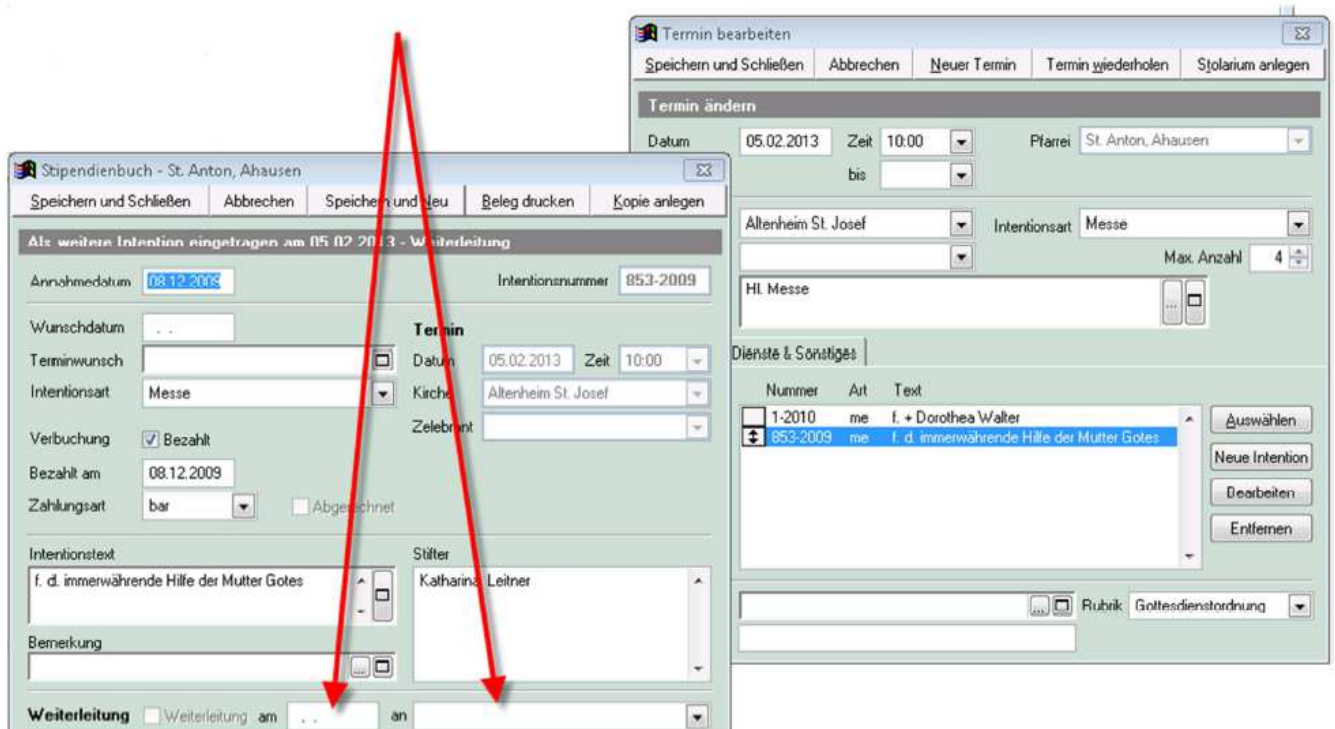 Termin bearbeiten
Speichern und Schließen Abbrechen Neuer Termin Termin wiederholen Stolarium anlegen
Termin ändern
Datum 05.02.2013 Zeit 10:00 Pfarrei St. Anton, Ahausen
bis
Altenheim St. Josef Intentionsart Messe
Max. Anzahl 4
Hl. Messe
...
Dienste & Sonstiges
Nummer Art Text
1-2010 me f. + Dorothea Walter
853-2009 me f. d. immerwährende Hilfe der Mutter Gotes
Auswählen
Neue Intention
Bearbeiten
Entfernen
... Rubrik Gottesdienstordnung
Stipendienbuch - St. Anton, Ahausen
Speichern und Schließen Abbrechen Speichern und Neu Beleg drucken Kopie anlegen
Als weitere Intention eingetragen am 05.02.2013 - Weiterleitung
Annahmedatum 08.12.2009 Intentionsnummer 853-2009
Wunschdatum . . Termin
Terminwunsch Datum 05.02.2013 Zeit 10:00
Intentionsart Messe Kirche Altenheim St. Josef
Zelebrant
Verbuchung Bezahlt
Bezahlt am 08.12.2009
Zahlungsart bar Abgerechnet
Intentionstext Stifter
f. d. immerwährende Hilfe der Mutter Gotes Katharina Leitner
Bemerkung
...
Weiterleitung Weiterleitung am . . an